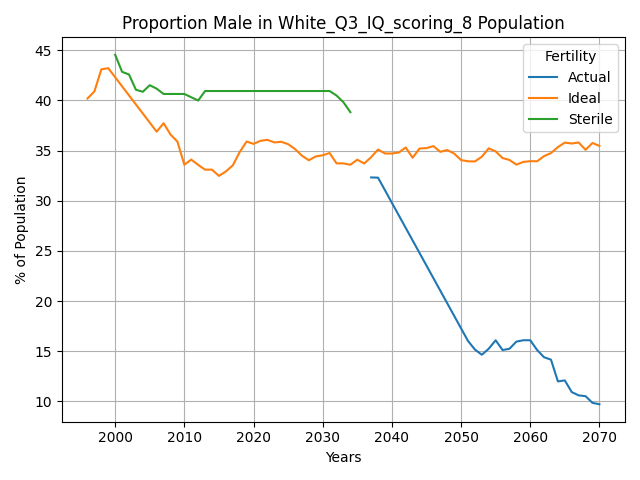 Proportion Male in White_Q3_IQ_scoring_8 Population
Fertility
Actual
Ideal
Sterile
% of Population
45
40
35
30
25
20
15
10
2000 2010 2020 2030 2040 2050 2060 2070
Years